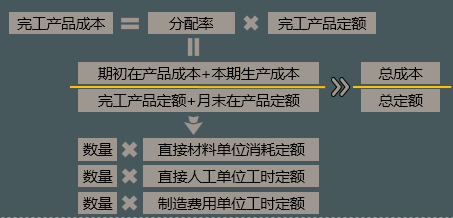 完工产品成本 = 分配率 × 完工产品定额
=
期初在产品成本+本期生产成本 总成本
完工产品定额+月末在产品定额 总定额
数量 × 直接材料单位消耗定额
数量 × 直接人工单位工时定额
数量 × 制造费用单位工时定额